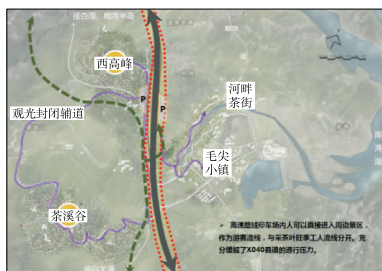 西高峰
P
P
河畔
茶街
观光封闭辅道
毛尖
小镇
茶溪谷
➢ 高速路绿停车场内人可以直接进入周边景区，
作为游客流线，与采茶叶旺季工人流线分开。充
分缓解了X040县道的通行压力。